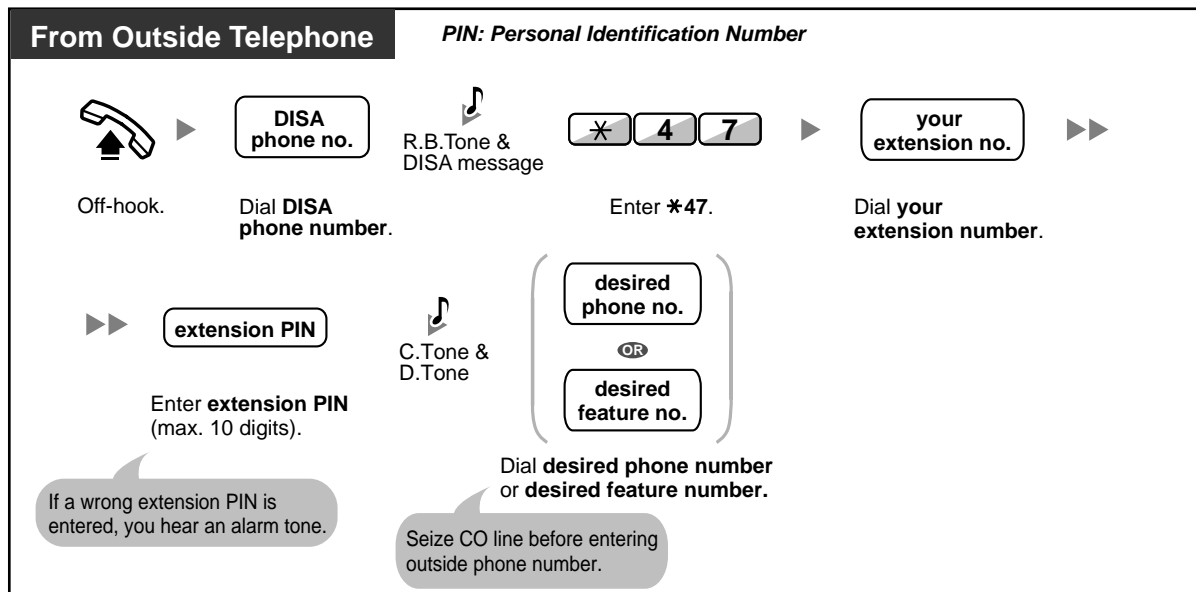 From Outside Telephone
PIN: Personal Identification Number
DISA
phone no.
R.B.Tone &
DISA message
* 4 7
your
extension no.
Off-hook.
Dial DISA
phone number.
Enter *47.
Dial your
extension number.
extension PIN
C.Tone &
D.Tone
desired
phone no.
OR
desired
feature no.
Enter extension PIN
(max. 10 digits).
Dial desired phone number
or desired feature number.
If a wrong extension PIN is
entered, you hear an alarm tone.
Seize CO line before entering
outside phone number.